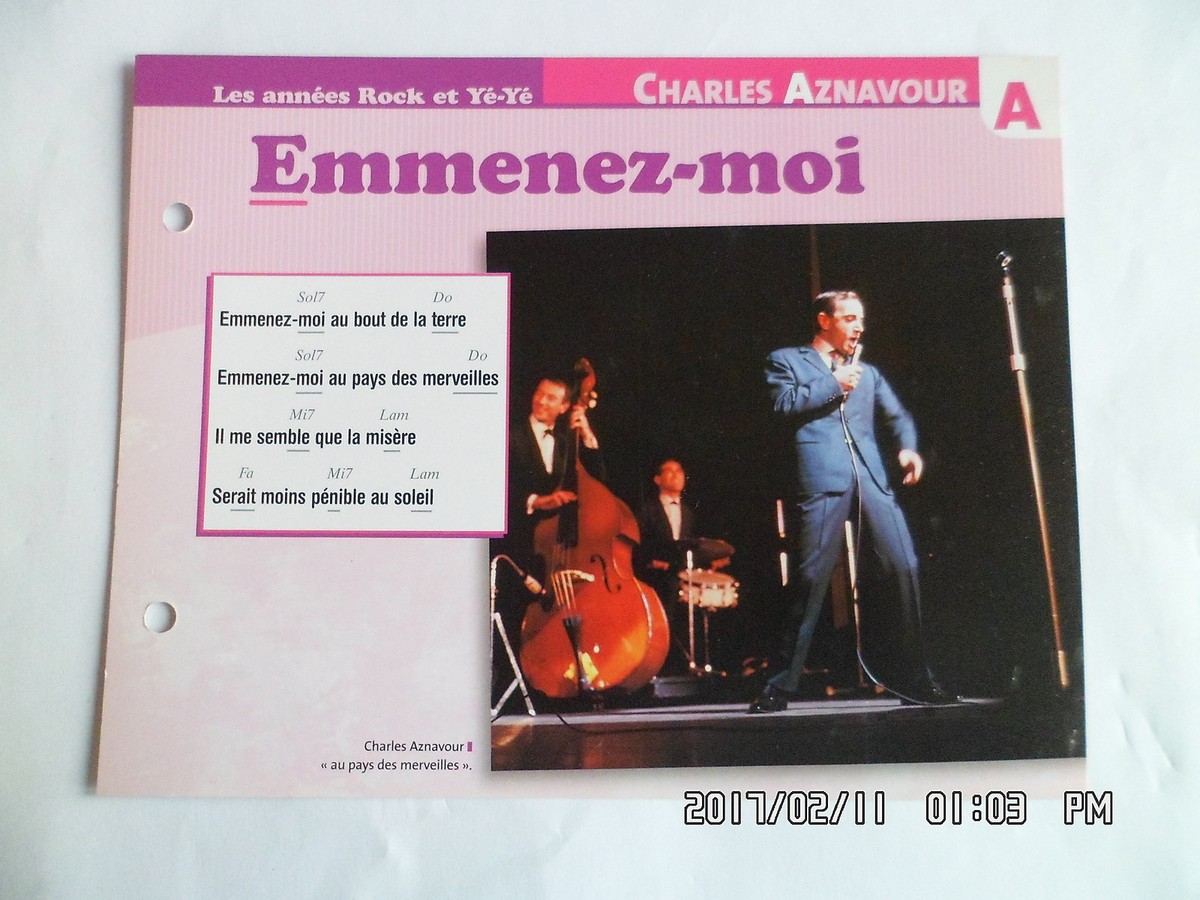 Les années Rock et Yé-Yé
CHARLES AZNAVOUR
A
Emmenez-moi
Sol7 Do
Emmenez-moi au bout de la terre
Sol7 Do
Emmenez-moi au pays des merveilles
Mi7 Lam
Il me semble que la misère
Fa Mi7 Lam
Serait moins pénible au soleil
Charles Aznavour
« au pays des merveilles ».
2017/02/11 01:03 PM